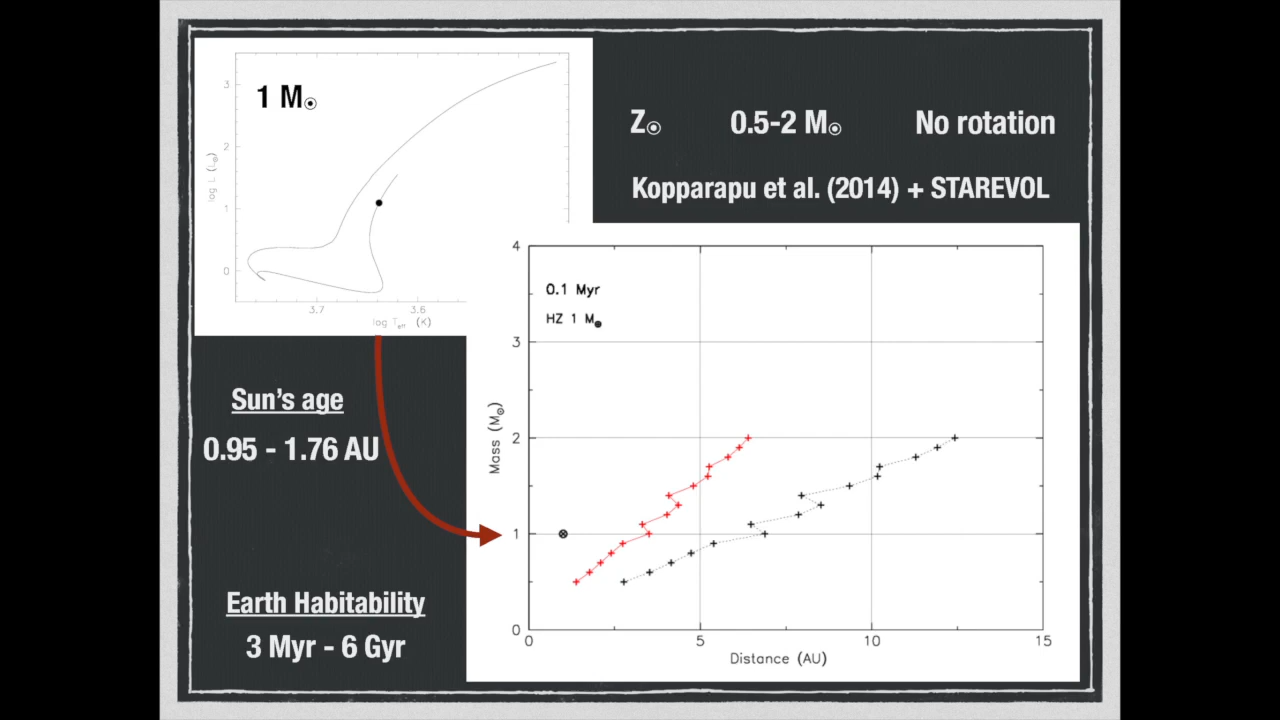 1 M☉
3
2
1
0
log L (L☉)
3.7
3.6
log Teff (K)
Z☉
0.5-2 M☉
No rotation
Kopparapu et al. (2014) + STAREVOL
Sun's age
0.95 - 1.76 AU
Earth Habitability
3 Myr - 6 Gyr
0.1 Myr
HZ 1 M☉
4
3
2
1
0
Mass (M☉)
0
5
10
15
Distance (AU)